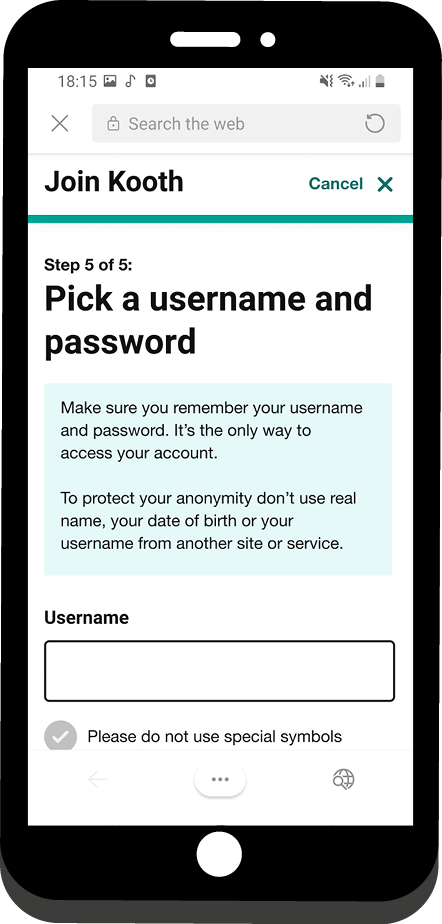 18:15
Search the web
Join Kooth
Cancel
Step 5 of 5:
Pick a username and
password
Make sure you remember your username
and password. It’s the only way to
access your account.
To protect your anonymity don’t use real
name, your date of birth or your
username from another site or service.
Username
Please do not use special symbols